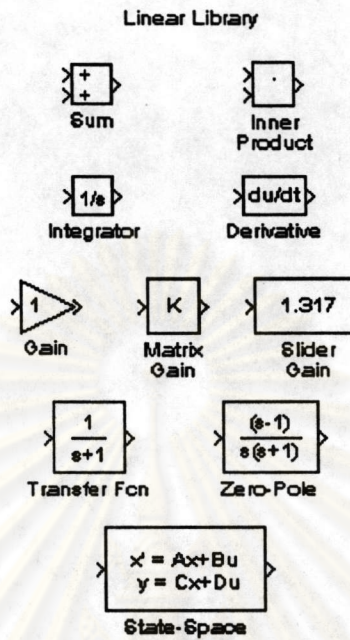 Linear Library
+
+
Sum
.
Inner
Product
1/s
Integrator
du/dt
Derivative
1
Gain
K
Matrix
Gain
1.317
Slider
Gain
1
s+1
Transfer Fcn
(s-1)
s(s+1)
Zero-Pole
x' = Ax+Bu
y = Cx+Du
State-Space